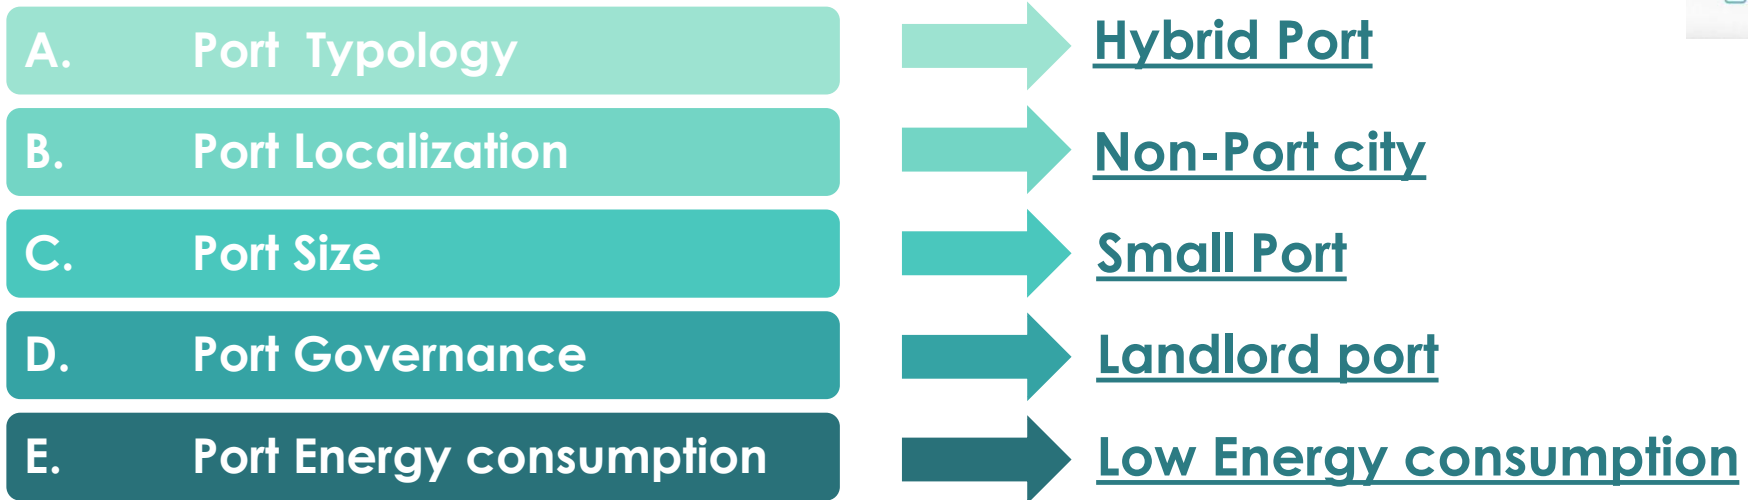 A. Port Typology Hybrid Port
B. Port Localization Non-Port city
C. Port Size Small Port
D. Port Governance Landlord port
E. Port Energy consumption Low Energy consumption